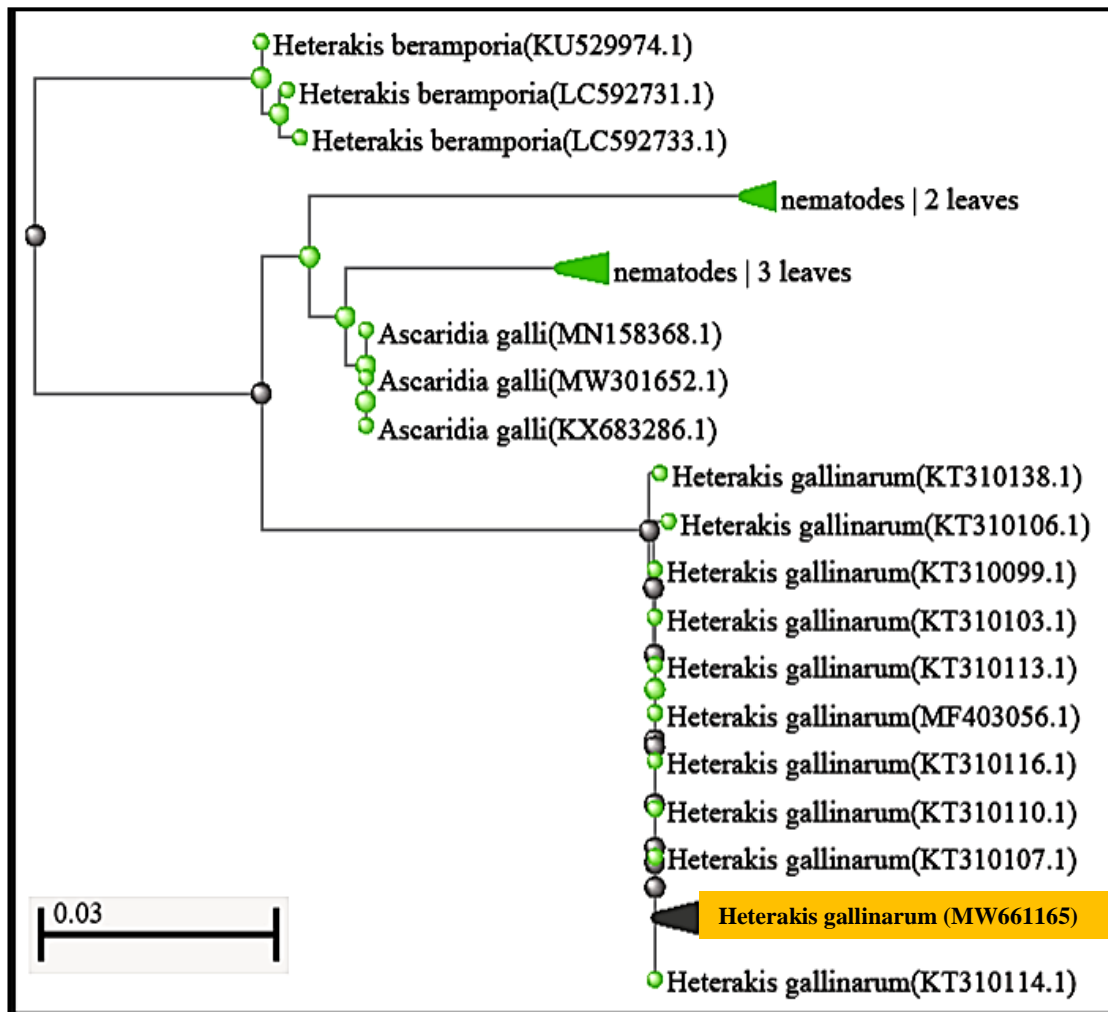 Heterakis beramporia(KU529974.1)
Heterakis beramporia(LC592731.1)
Heterakis beramporia(LC592733.1)
nematodes | 2 leaves
nematodes | 3 leaves
Ascaridia galli(MN158368.1)
Ascaridia galli(MW301652.1)
Ascaridia galli(KX683286.1)
Heterakis gallinarum(KT310138.1)
Heterakis gallinarum(KT310106.1)
Heterakis gallinarum(KT310099.1)
Heterakis gallinarum(KT310103.1)
Heterakis gallinarum(KT310113.1)
Heterakis gallinarum(MF403056.1)
Heterakis gallinarum(KT310116.1)
Heterakis gallinarum(KT310110.1)
Heterakis gallinarum(KT310107.1)
0.03
Heterakis gallinarum (MW661165)
Heterakis gallinarum(KT310114.1)